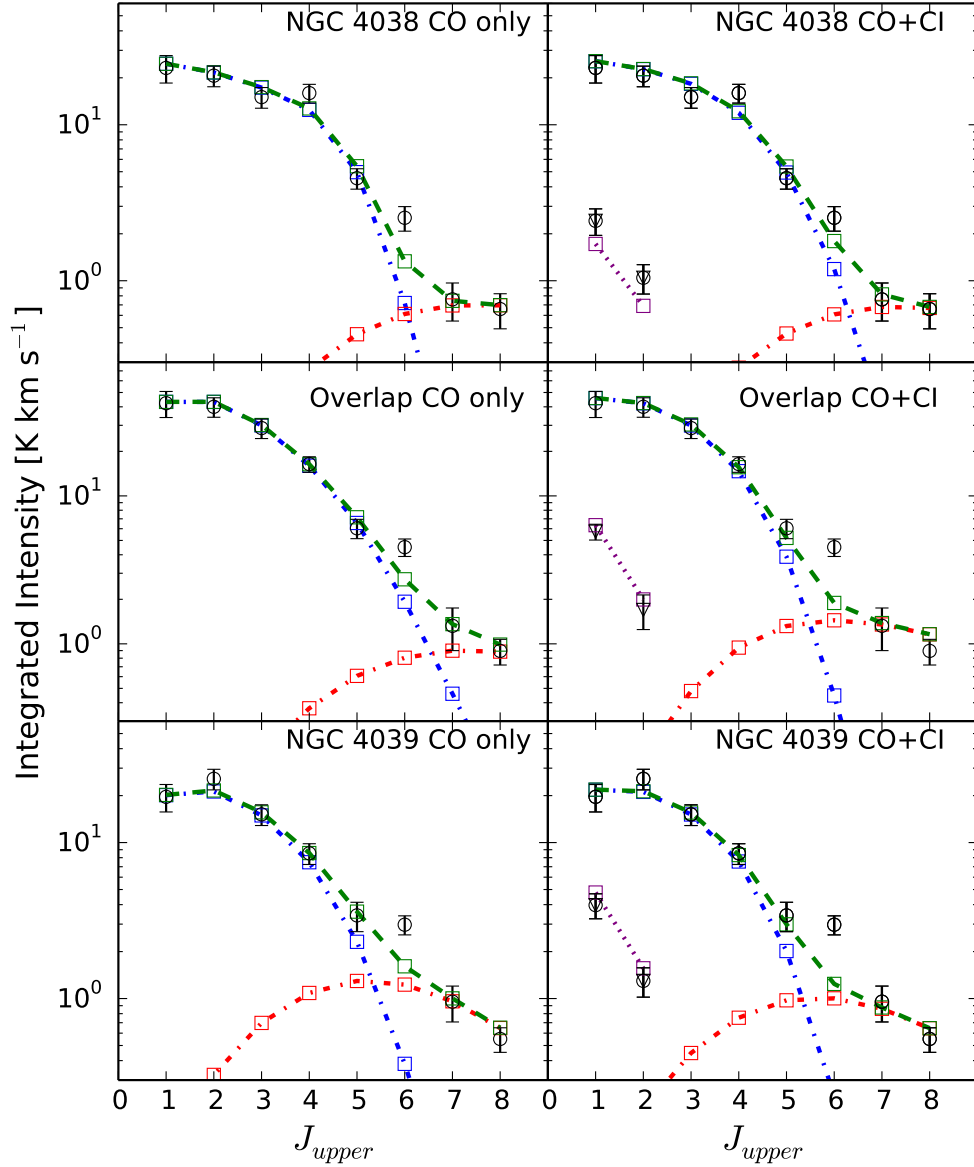 NGC 4038 CO only
NGC 4038 CO+CI
10¹
10⁰
Overlap CO only
Overlap CO+CI
10¹
10⁰
NGC 4039 CO only
NGC 4039 CO+CI
10¹
10⁰
Integrated Intensity [K km s⁻¹]
0 1 2 3 4 5 6 7 8
0 1 2 3 4 5 6 7 8
J_upper
J_upper